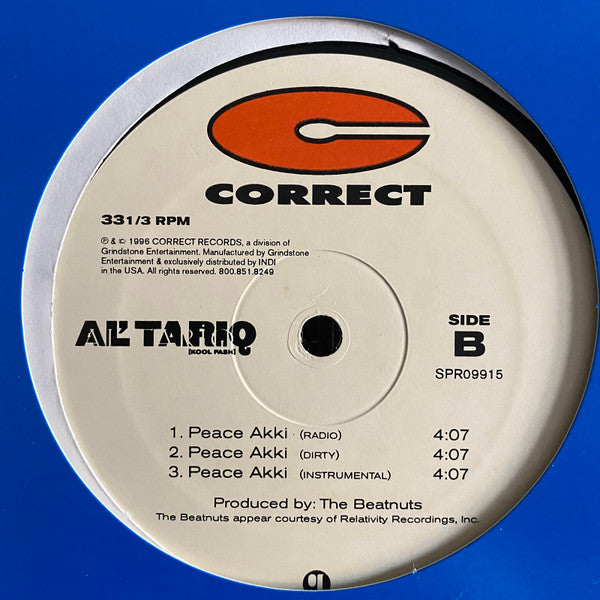 CORRECT
33 1/3 RPM
℗ & © 1996 CORRECT RECORDS, a division of
Grindstone Entertainment. Manufactured by Grindstone
Entertainment & exclusively distributed by INDI
in the USA. All rights reserved. 800.851.8249
AL' TARIQ
[KOOL FASH]
SIDE
B
SPR09915
1. Peace Akki (RADIO) 4:07
2. Peace Akki (DIRTY) 4:07
3. Peace Akki (INSTRUMENTAL) 4:07
Produced by: The Beatnuts
The Beatnuts appear courtesy of Relativity Recordings, Inc.